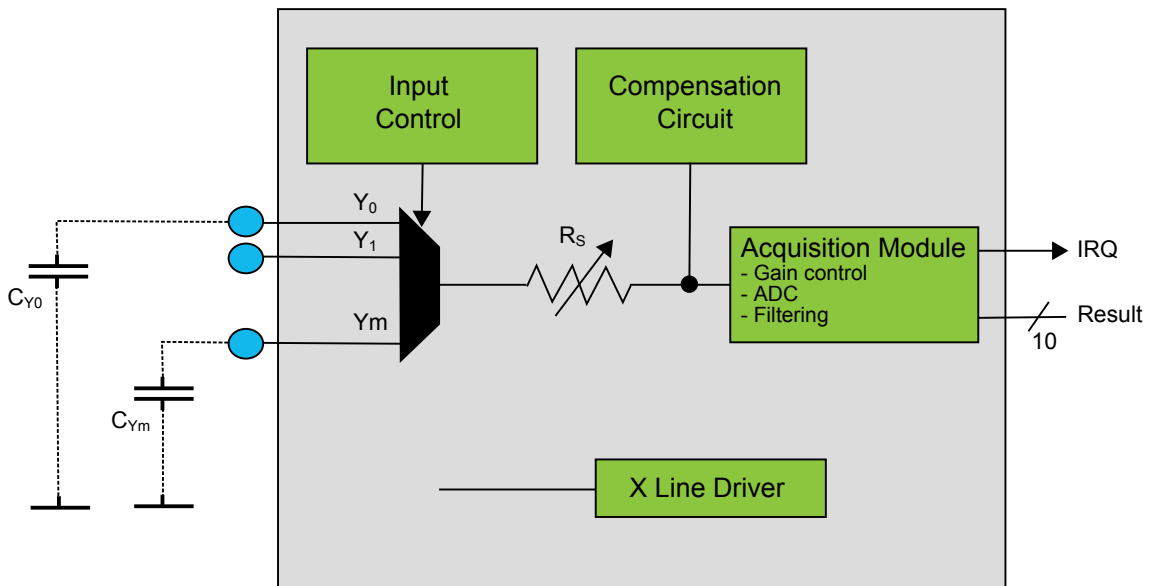 Input
Control
Compensation
Circuit
Y0
Y1
Ym
RS
Acquisition Module
- Gain control
- ADC
- Filtering
IRQ
Result
10
CY0
CYm
X Line Driver